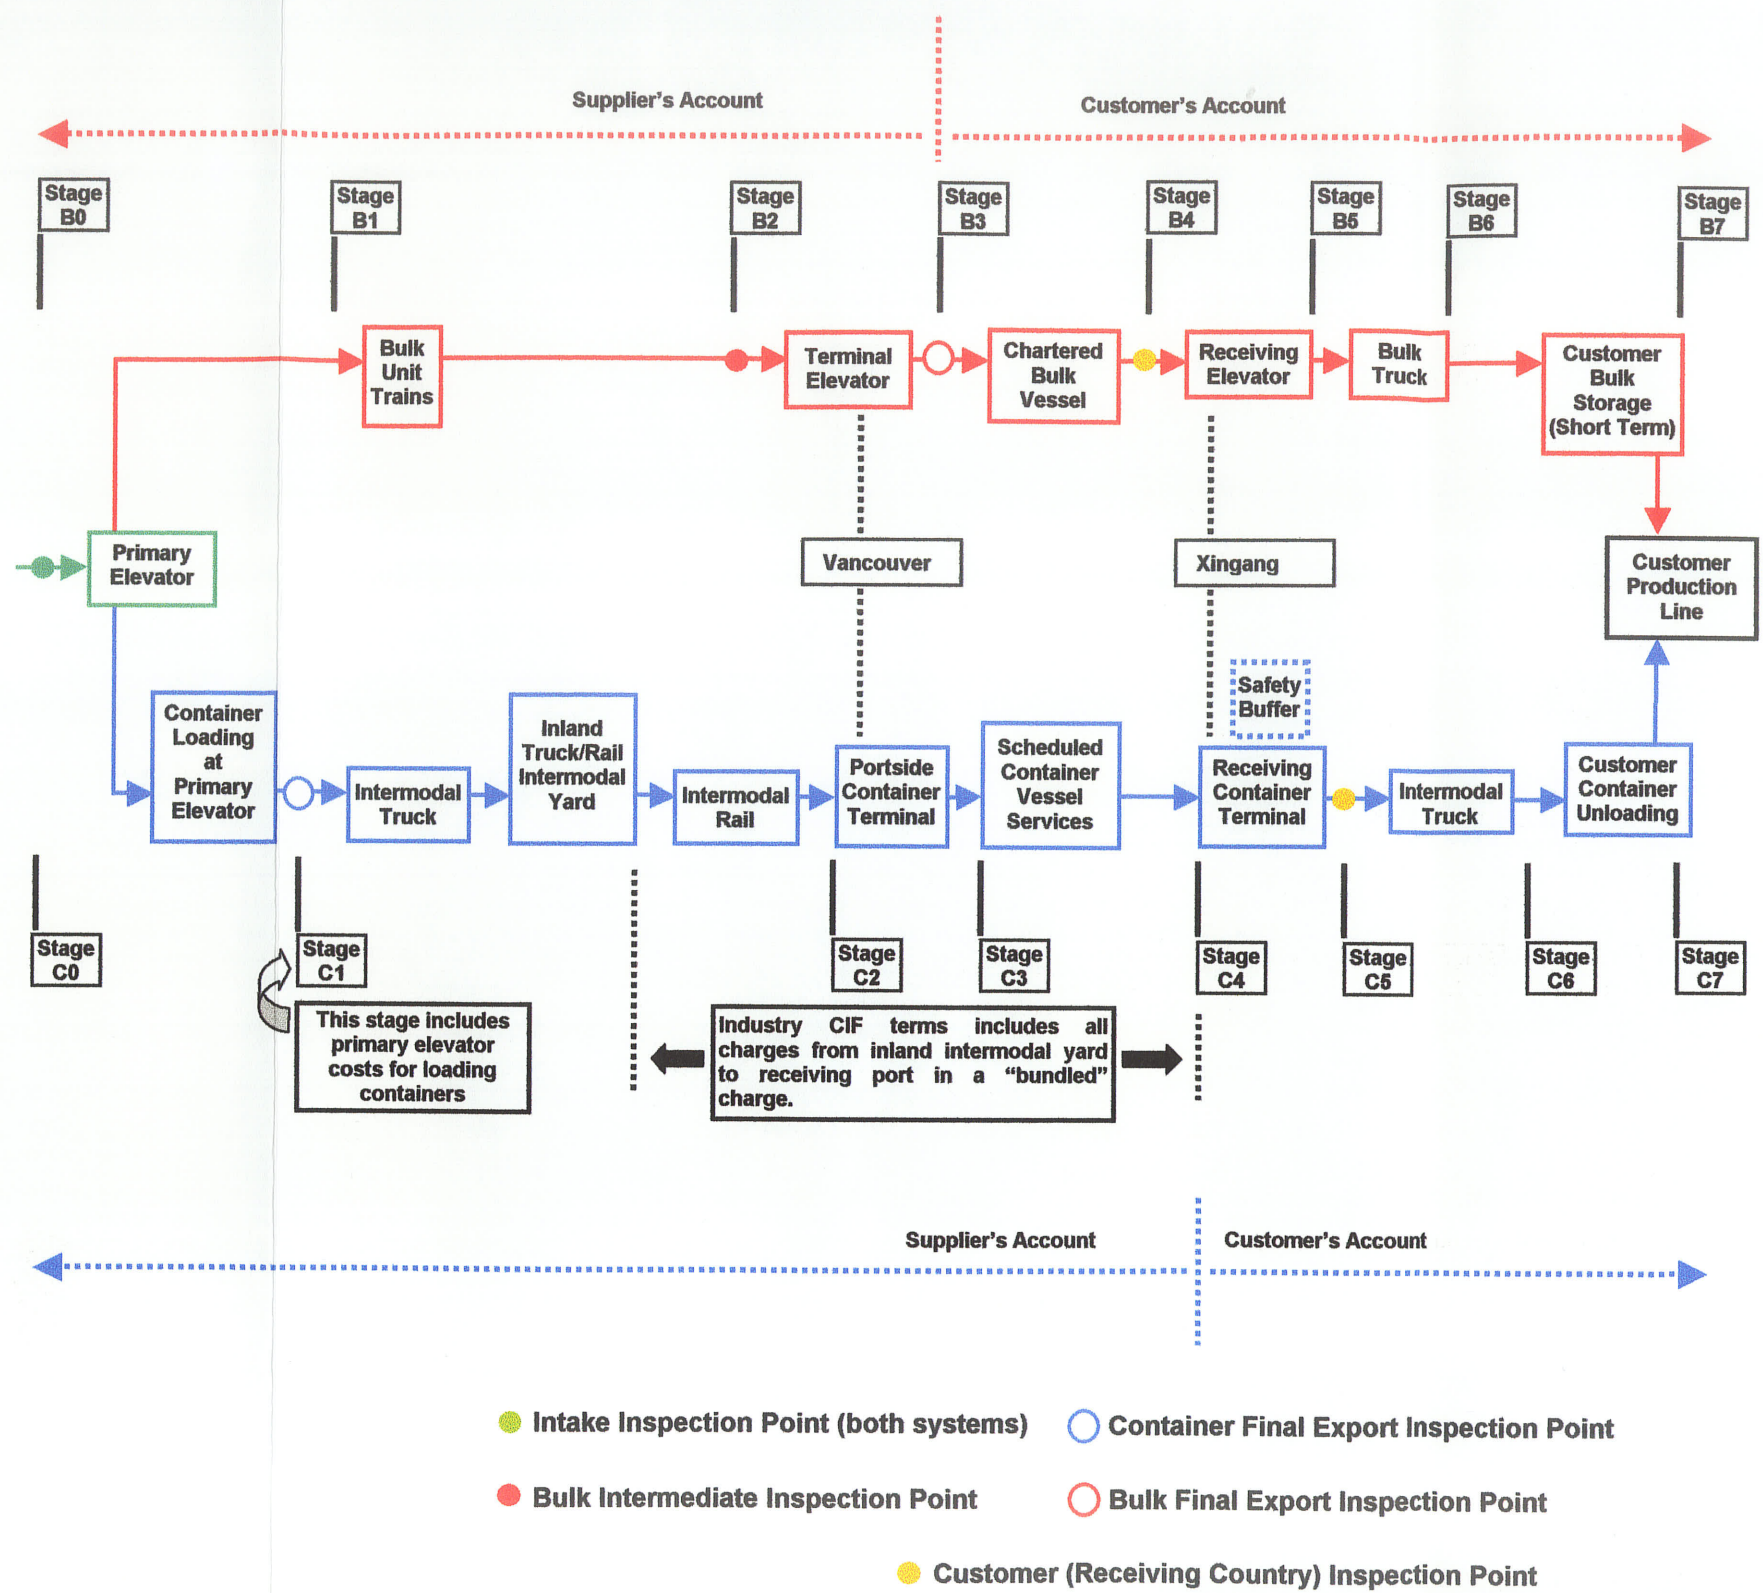 Supplier's Account
Customer's Account
Stage
B0
Stage
B1
Stage
B2
Stage
B3
Stage
B4
Stage
B5
Stage
B6
Stage
B7
Bulk
Unit
Trains
Terminal
Elevator
Chartered
Bulk
Vessel
Receiving
Elevator
Bulk
Truck
Customer
Bulk
Storage
(Short Term)
Primary
Elevator
Vancouver
Xingang
Customer
Production
Line
Safety
Buffer
Container
Loading
at
Primary
Elevator
Intermodal
Truck
Inland
Truck/Rail
Intermodal
Yard
Intermodal
Rail
Portside
Container
Terminal
Scheduled
Container
Vessel
Services
Receiving
Container
Terminal
Intermodal
Truck
Customer
Container
Unloading
Stage
C0
Stage
C1
Stage
C2
Stage
C3
Stage
C4
Stage
C5
Stage
C6
Stage
C7
This stage includes
primary elevator
costs for loading
containers
Industry CIF terms includes all
charges from inland intermodal yard
to receiving port in a “bundled”
charge.
Supplier's Account
Customer's Account
Intake Inspection Point (both systems)
Container Final Export Inspection Point
Bulk Intermediate Inspection Point
Bulk Final Export Inspection Point
Customer (Receiving Country) Inspection Point